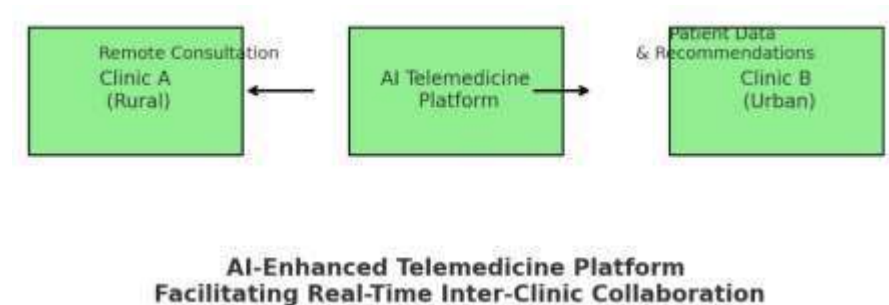 Remote Consultation
Clinic A
(Rural)
AI Telemedicine
Platform
Patient Data
& Recommendations
Clinic B
(Urban)
AI-Enhanced Telemedicine Platform
Facilitating Real-Time Inter-Clinic Collaboration